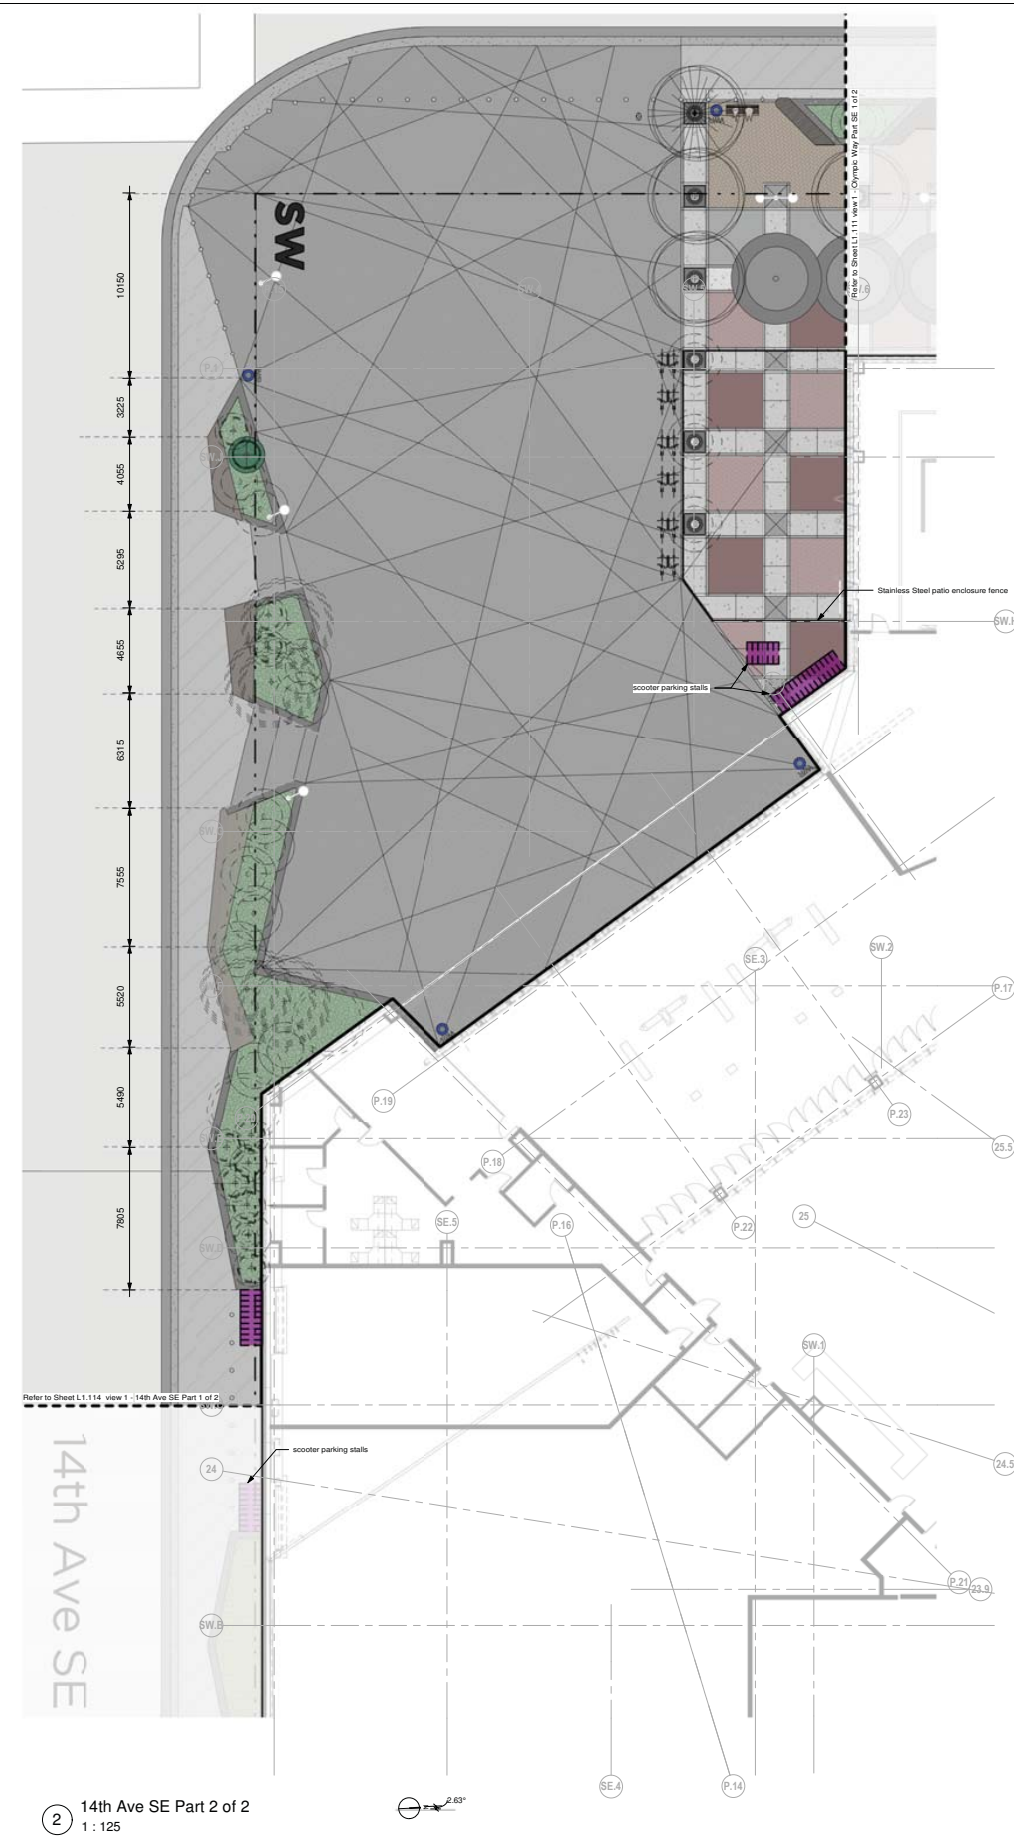 Refer to Sheet L1.111 view 1 - Olympic Way Part SE 1 of 2
SW
10150
3225
4055
5295
4655
6315
7555
5520
5490
7805
P.1
Stainless Steel patio enclosure fence
SW.H
scooter parking stalls
SE.3
SW.2
P.17
P.19
P.23
P.18
25.5
SE.5
P.16
P.22
25
SW.D
SW.1
Refer to Sheet L1.114 view 1 - 14th Ave SE Part 1 of 2
scooter parking stalls
24
24.5
14th Ave SE
P.21
23.9
SW.B
SE.4
P.14
2
14th Ave SE Part 2 of 2
1 : 125
2.63°